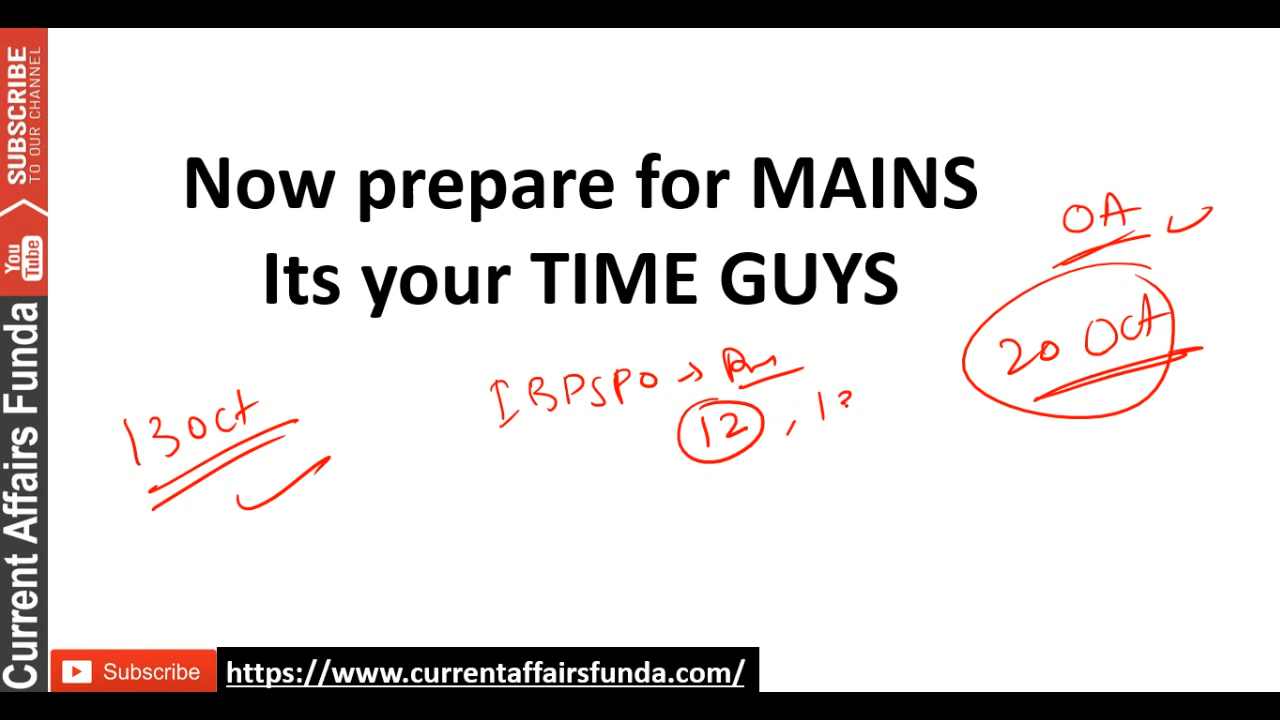 SUBSCRIBE
TO OUR CHANNEL
You
Tube
Current Affairs Funda
Now prepare for MAINS
Its your TIME GUYS
OA
20 Oct
IBPSPO →
12, 13
13 Oct
Subscribe
https://www.currentaffairsfunda.com/